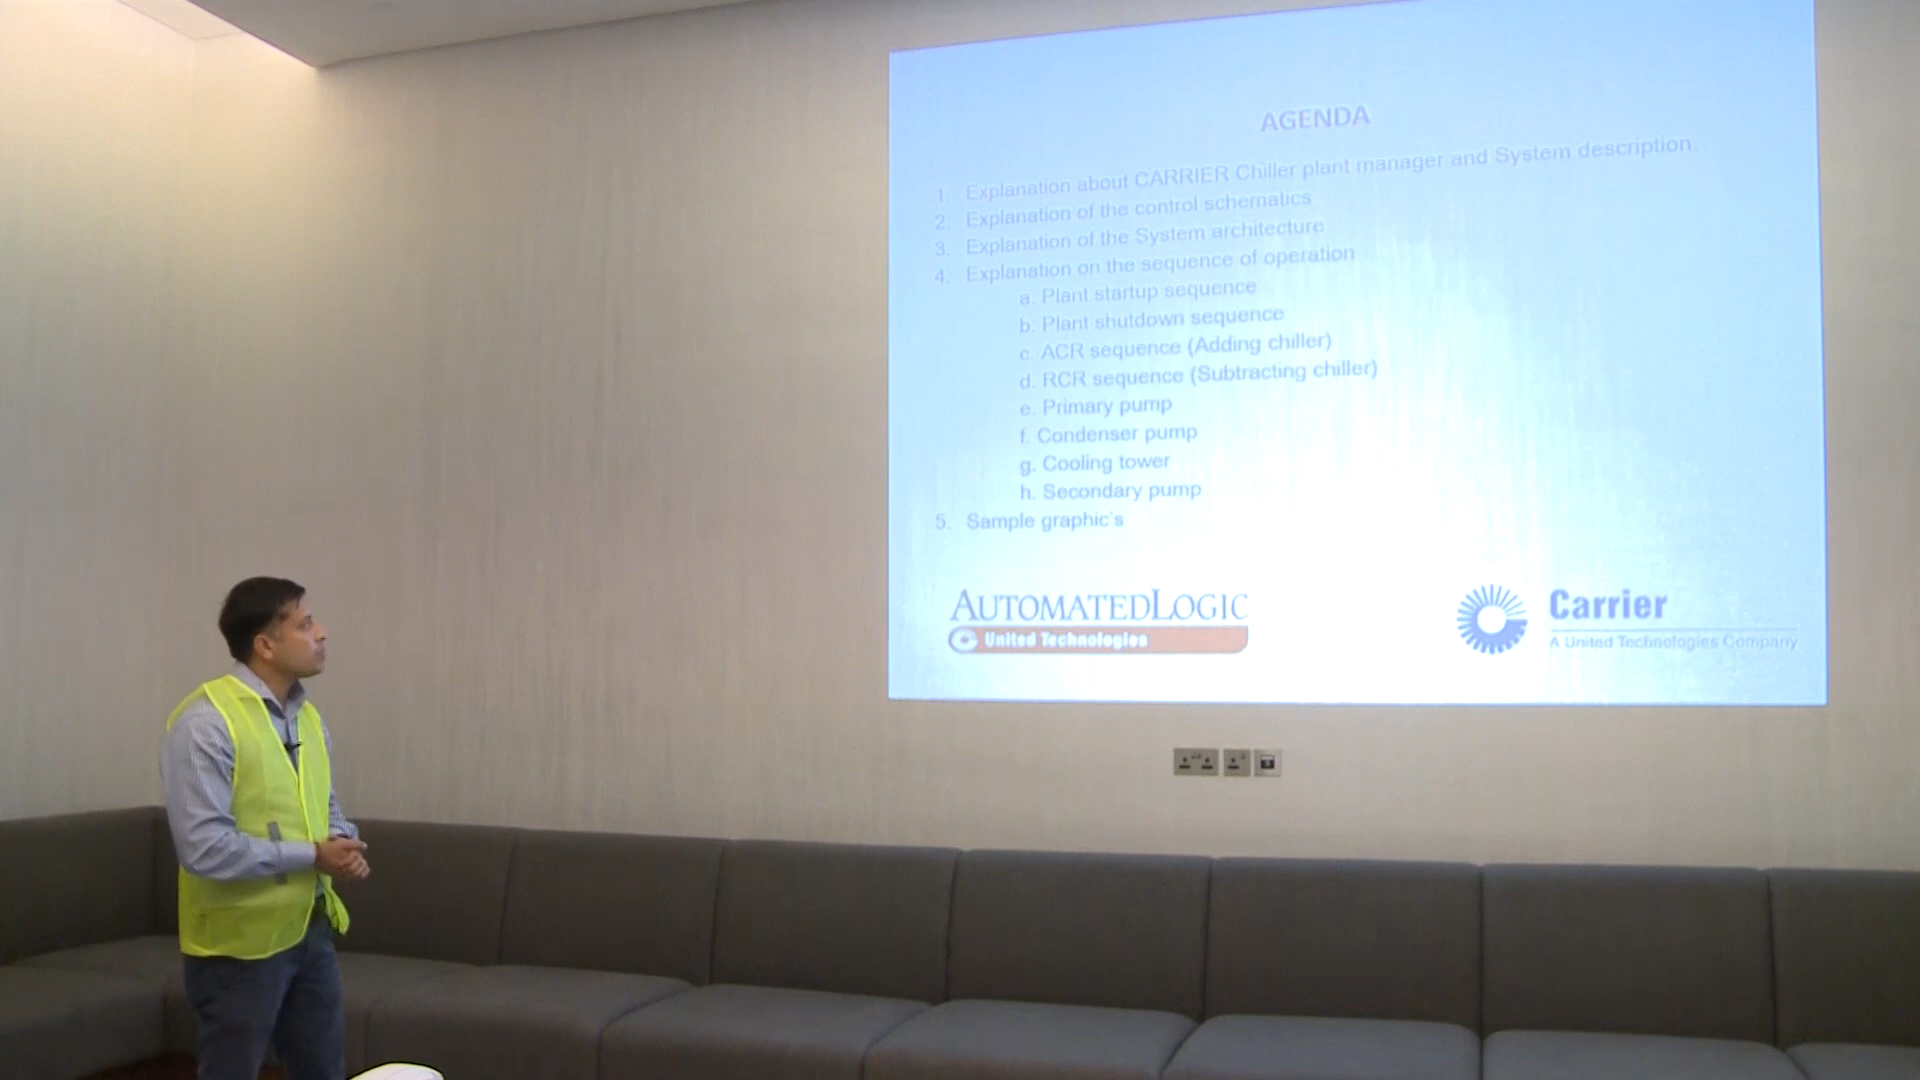 AGENDA
1. Explanation about CARRIER Chiller plant manager and System description.
2. Explanation of the control schematics
3. Explanation of the System architecture
4. Explanation on the sequence of operation
a. Plant startup sequence
b. Plant shutdown sequence
c. ACR sequence (Adding chiller)
d. RCR sequence (Subtracting chiller)
e. Primary pump
f. Condenser pump
g. Cooling tower
h. Secondary pump
5. Sample graphic's
AUTOMATEDLOGIC
United Technologies
Carrier
A United Technologies Company